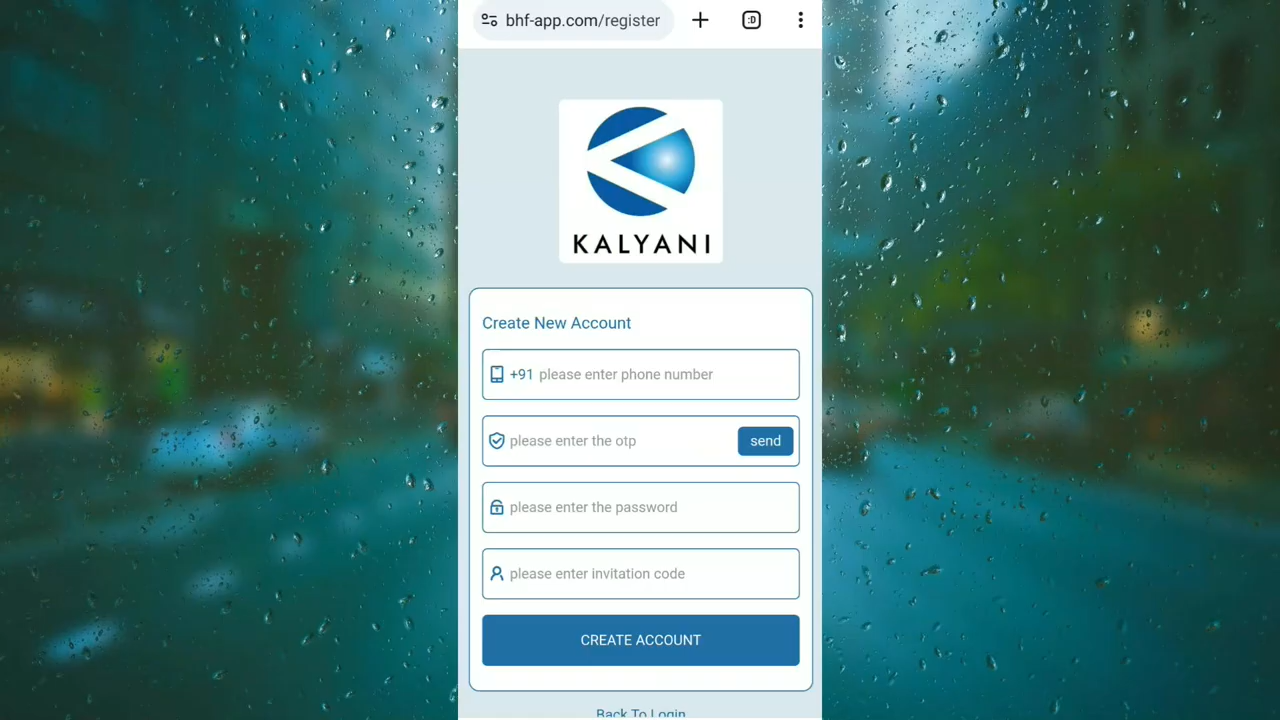 bhf-app.com/register
:D
KALYANI
Create New Account
+91 please enter phone number
please enter the otp
send
please enter the password
please enter invitation code
CREATE ACCOUNT
Back To Login